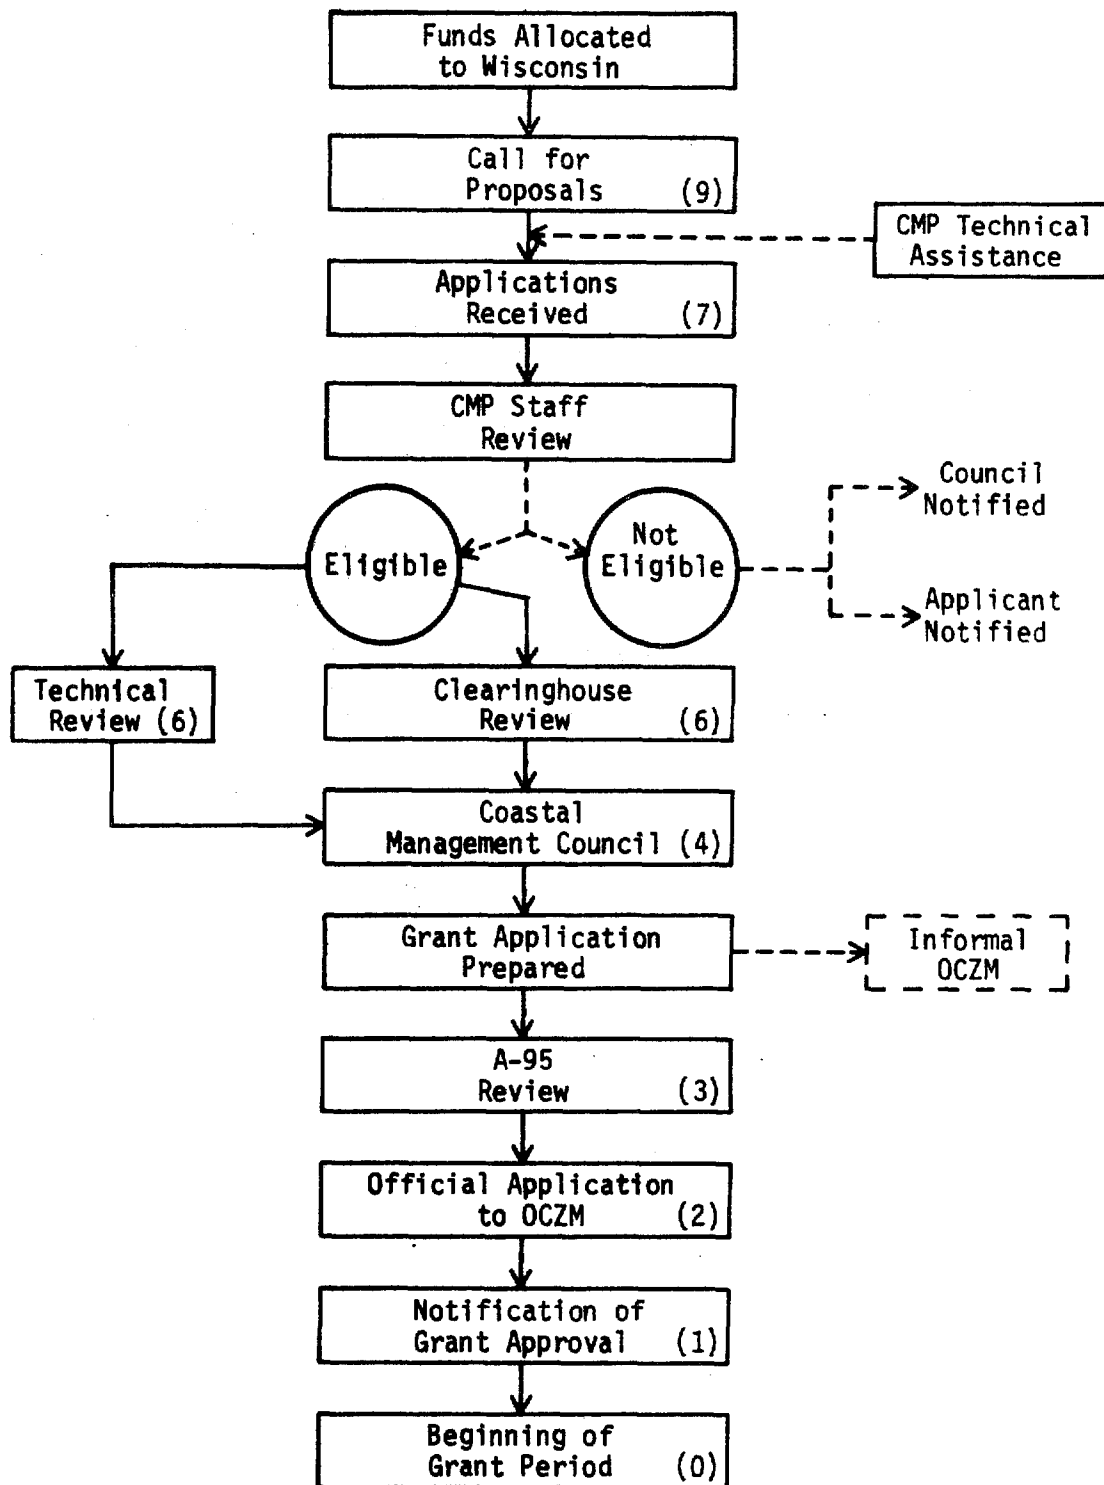 Funds Allocated
to Wisconsin
Call for
Proposals (9)
CMP Technical
Assistance
Applications
Received (7)
CMP Staff
Review
Council
Notified
Not
Eligible
Eligible
Applicant
Notified
Technical
Review (6)
Clearinghouse
Review (6)
Coastal
Management Council (4)
Grant Application
Prepared
Informal
OCZM
A-95
Review (3)
Official Application
to OCZM (2)
Notification of
Grant Approval (1)
Beginning of
Grant Period (0)